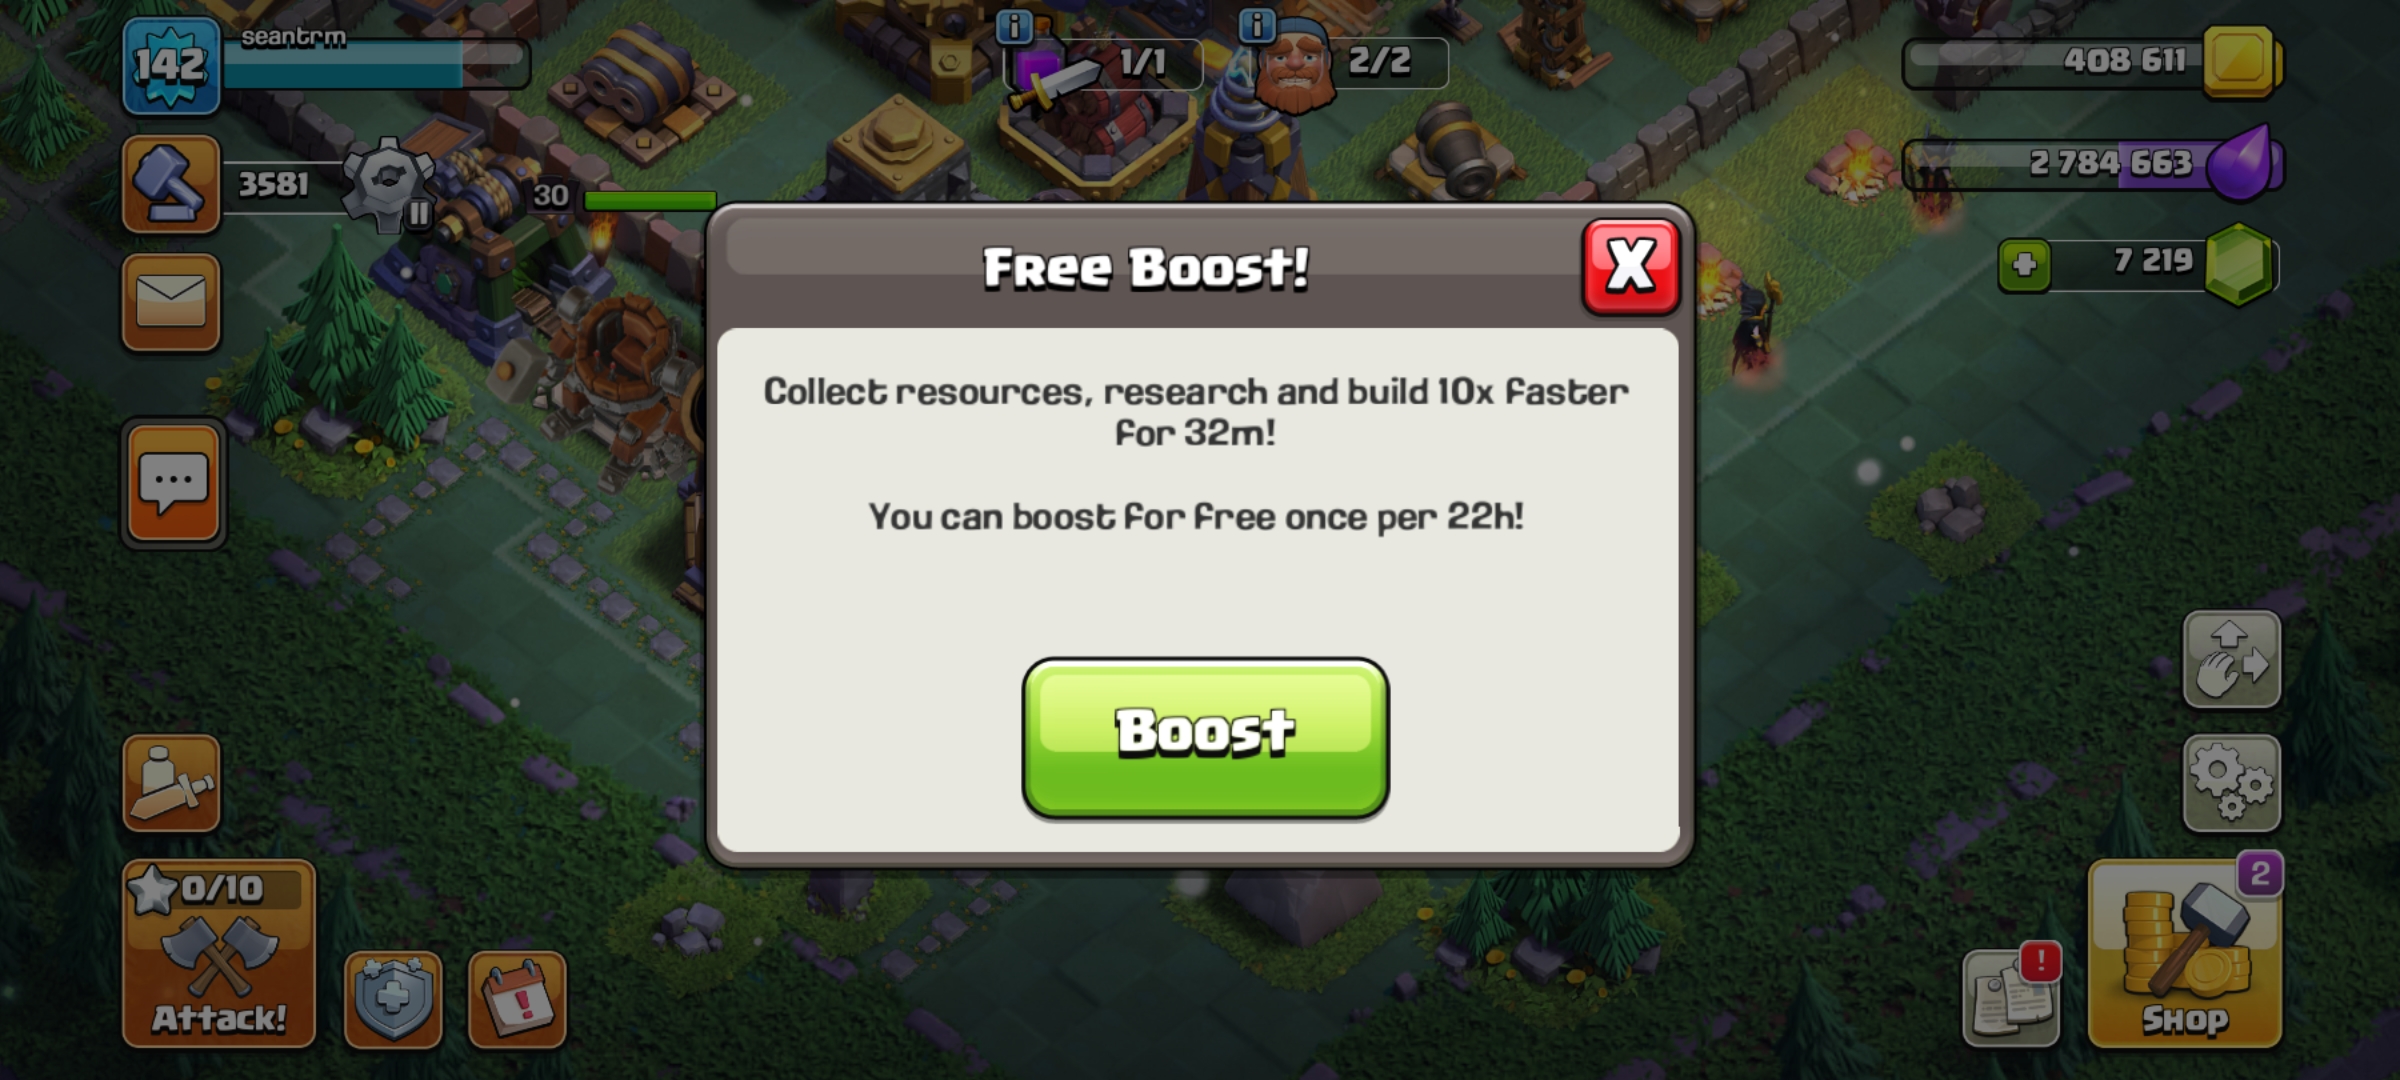 142
seantrm
1/1
2/2
408 611
3581
2 784 663
30
7 219
Free Boost!
X
Collect resources, research and build 10x faster
for 32m!
You can boost for free once per 22h!
Boost
0/10
Attack!
!
2
Shop